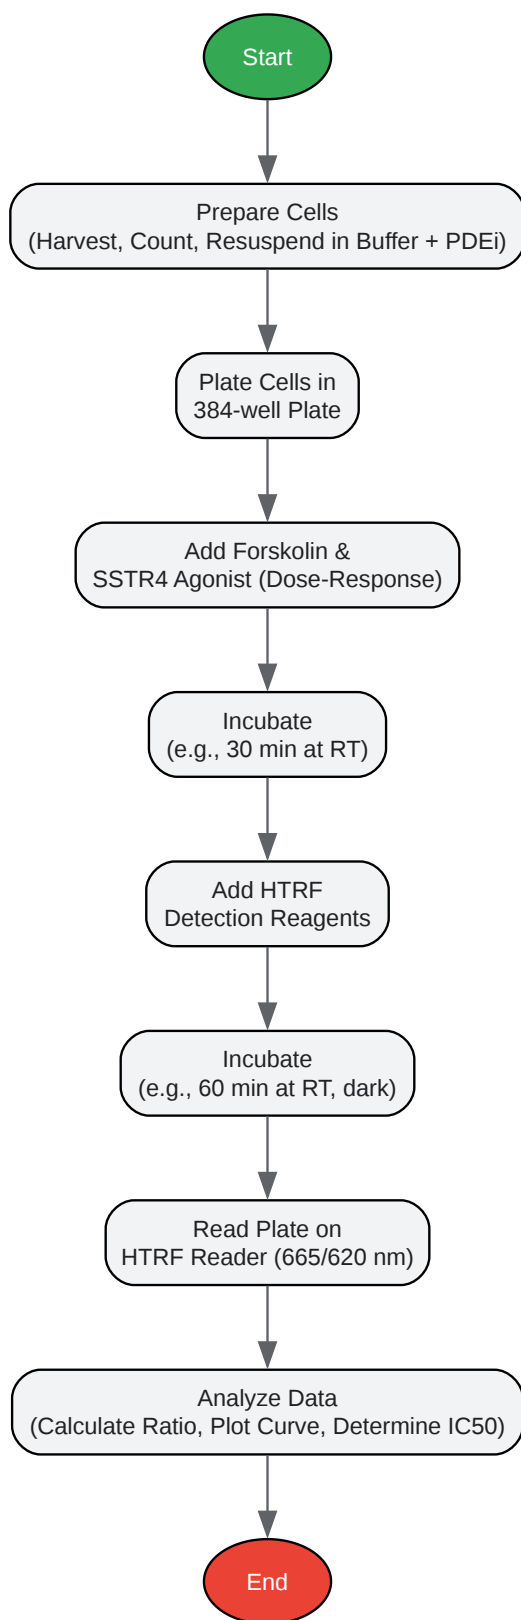 Start
Prepare Cells
(Harvest, Count, Resuspend in Buffer + PDEi)
Plate Cells in
384-well Plate
Add Forskolin &
SSTR4 Agonist (Dose-Response)
Incubate
(e.g., 30 min at RT)
Add HTRF
Detection Reagents
Incubate
(e.g., 60 min at RT, dark)
Read Plate on
HTRF Reader (665/620 nm)
Analyze Data
(Calculate Ratio, Plot Curve, Determine IC50)
End